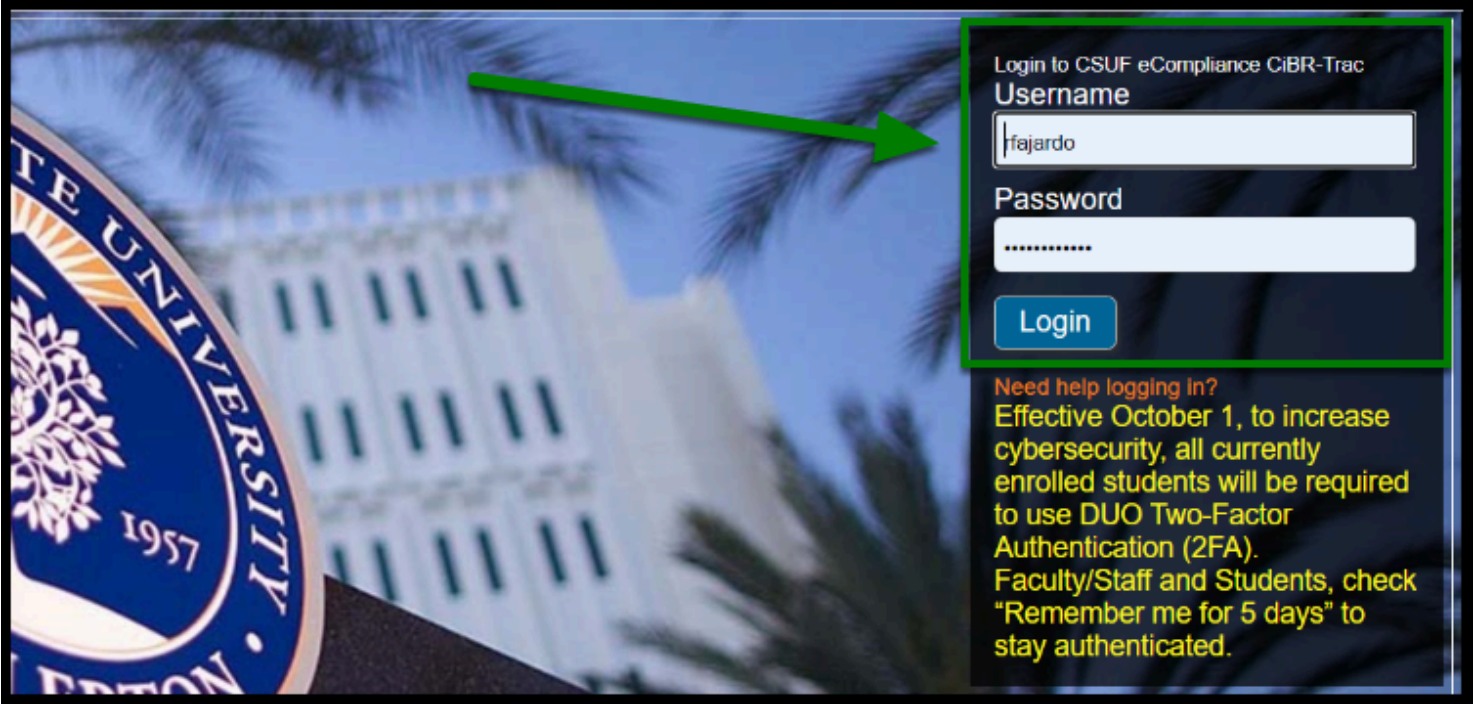 TE UNIVERSITY •
1957
LERTON
Login to CSUF eCompliance CiBR-Trac
Username
rfajardo
Password
••••••••••••
Login
Need help logging in?
Effective October 1, to increase
cybersecurity, all currently
enrolled students will be required
to use DUO Two-Factor
Authentication (2FA).
Faculty/Staff and Students, check
“Remember me for 5 days” to
stay authenticated.